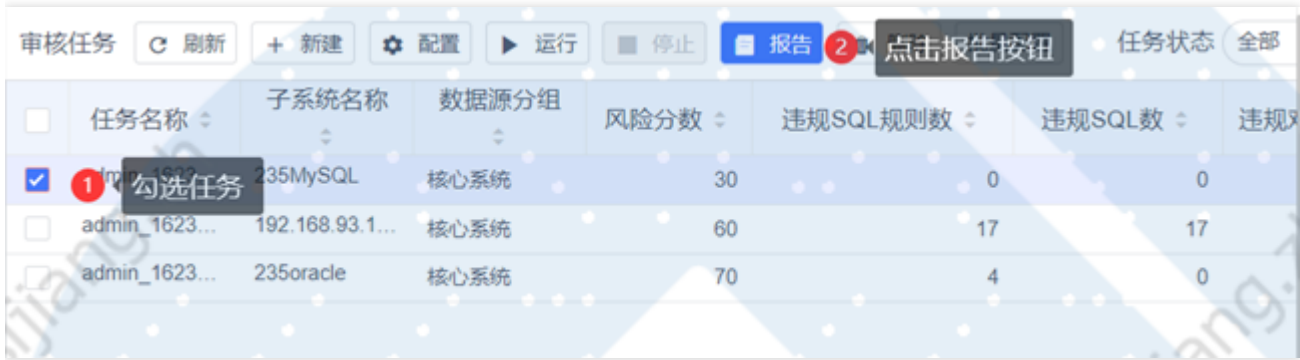 审核任务 刷新 + 新建 配置 运行 停止 报告 2 点击报告按钮 任务状态 全部
任务名称 子系统名称 数据源分组 风险分数 违规SQL规则数 违规SQL数 违规
1 勾选任务 235MySQL 核心系统 30 0 0
admin_1623... 192.168.93.1... 核心系统 60 17 17
admin_1623... 235oracle 核心系统 70 4 0